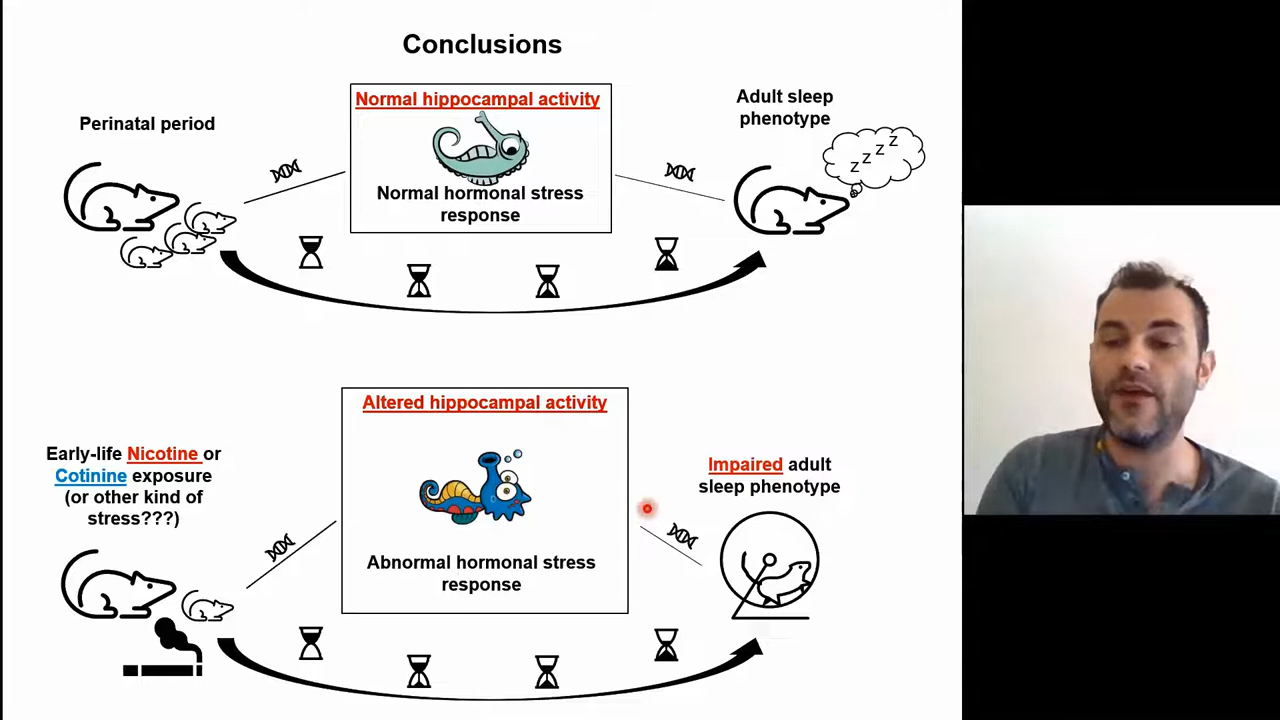 Conclusions
Perinatal period
Normal hippocampal activity
Normal hormonal stress
response
Adult sleep
phenotype
z z z z
Early-life Nicotine or
Cotinine exposure
(or other kind of
stress???)
Altered hippocampal activity
Abnormal hormonal stress
response
Impaired adult
sleep phenotype